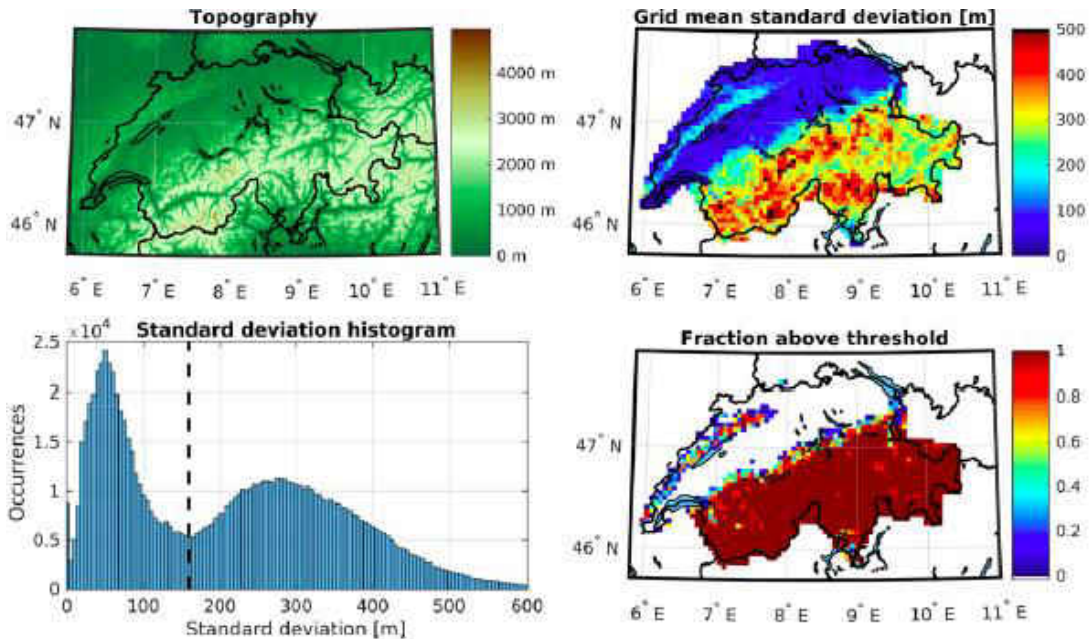 Topography
4000 m
3000 m
2000 m
1000 m
0 m
47° N
46° N
6° E 7° E 8° E 9° E 10° E 11° E
Grid mean standard deviation [m]
500
400
300
200
100
0
47° N
46° N
6° E 7° E 8° E 9° E 10° E 11° E
Standard deviation histogram
×10⁴
2.5
2
1.5
1
0.5
0
Occurrences
0 100 200 300 400 500 600
Standard deviation [m]
Fraction above threshold
1
0.8
0.6
0.4
0.2
0
47° N
46° N
6° E 7° E 8° E 9° E 10° E 11° E